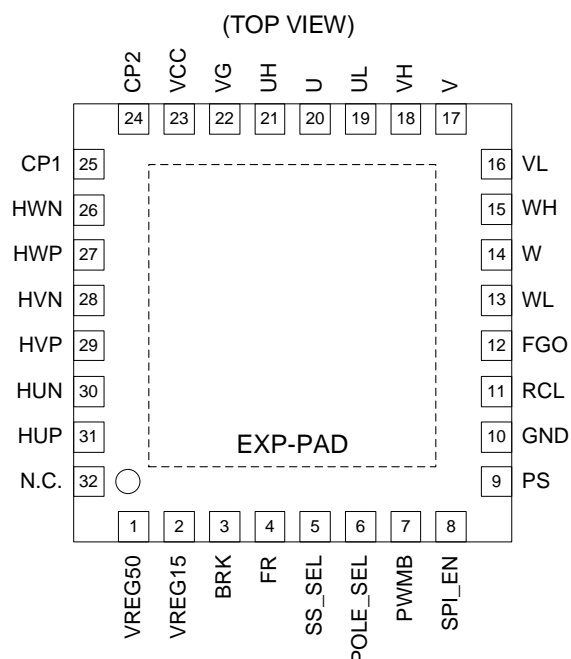 (TOP VIEW)
CP2 VCC VG UH U UL VH V
24 23 22 21 20 19 18 17
CP1 25 16 VL
HWN 26 15 WH
HWP 27 14 W
HVN 28 13 WL
HVP 29 12 FGO
HUN 30 11 RCL
HUP 31 EXP-PAD 10 GND
N.C. 32 9 PS
1 2 3 4 5 6 7 8
VREG50 VREG15 BRK FR SS_SEL POLE_SEL PWMB SPI_EN